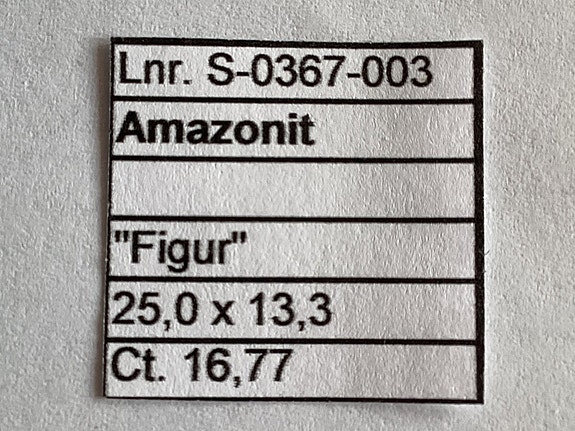 Lnr. S-0367-003
Amazonit
"Figur"
25,0 x 13,3
Ct. 16,77